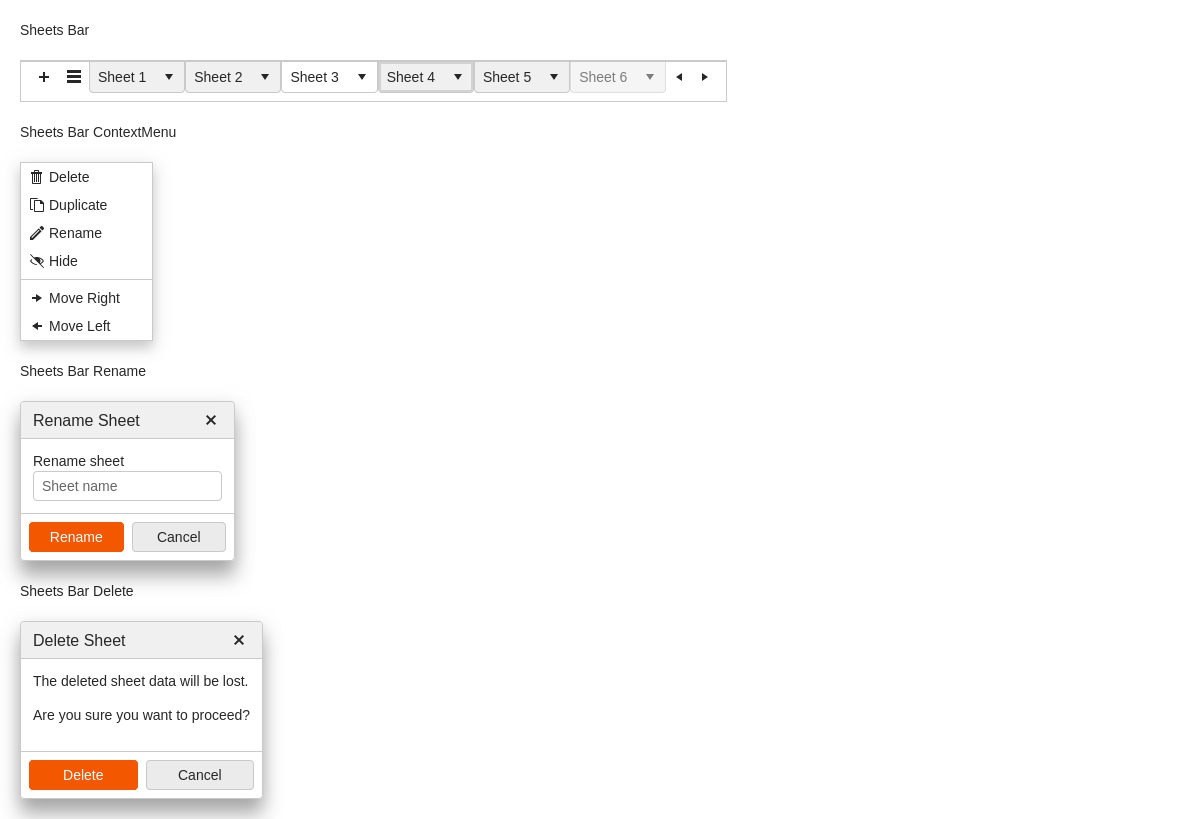 Sheets Bar
Sheet 1 Sheet 2 Sheet 3 Sheet 4 Sheet 5 Sheet 6
Sheets Bar ContextMenu
Delete
Duplicate
Rename
Hide
Move Right
Move Left
Sheets Bar Rename
Rename Sheet
Rename sheet
Sheet name
Rename Cancel
Sheets Bar Delete
Delete Sheet
The deleted sheet data will be lost.
Are you sure you want to proceed?
Delete Cancel